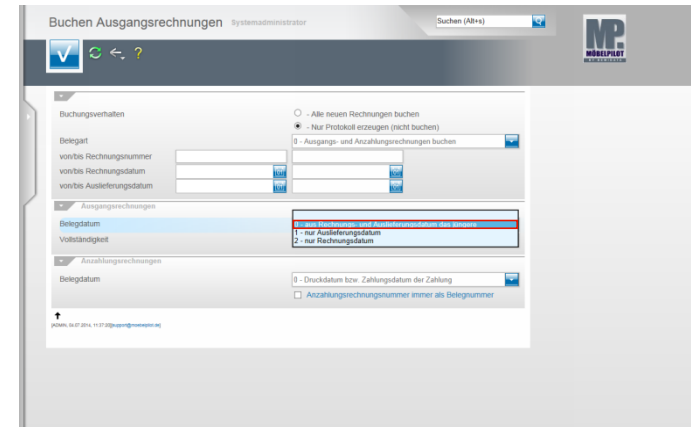 Buchen Ausgangsrechnungen Systemadministrator
Suchen (Alt+s)
MP
MÖBELPILOT
?
Buchungsverhalten
- Alle neuen Rechnungen buchen
- Nur Protokoll erzeugen (nicht buchen)
Belegart
0 - Ausgangs- und Anzahlungsrechnungen buchen
von/bis Rechnungsnummer
von/bis Rechnungsdatum
von/bis Auslieferungsdatum
Ausgangsrechnungen
Belegdatum
0 - aus Rechnungs- und Auslieferungsdatum das jüngere
1 - nur Auslieferungsdatum
2 - nur Rechnungsdatum
Vollständigkeit
Anzahlungsrechnungen
Belegdatum
0 - Druckdatum bzw. Zahlungsdatum der Zahlung
Anzahlungsrechnungsnummer immer als Belegnummer